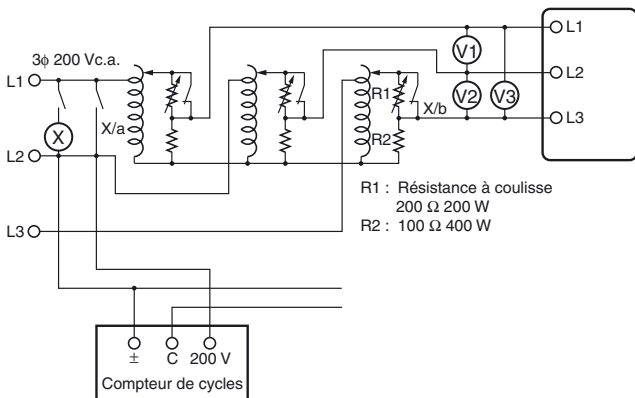 3ϕ 200 Vc.a.
L1
X
X/a
L2
L3
R1
R2
X/b
V1
V2
V3
L1
L2
L3
R1 : Résistance à coulisse
200 Ω 200 W
R2 : 100 Ω 400 W
± C 200 V
Compteur de cycles